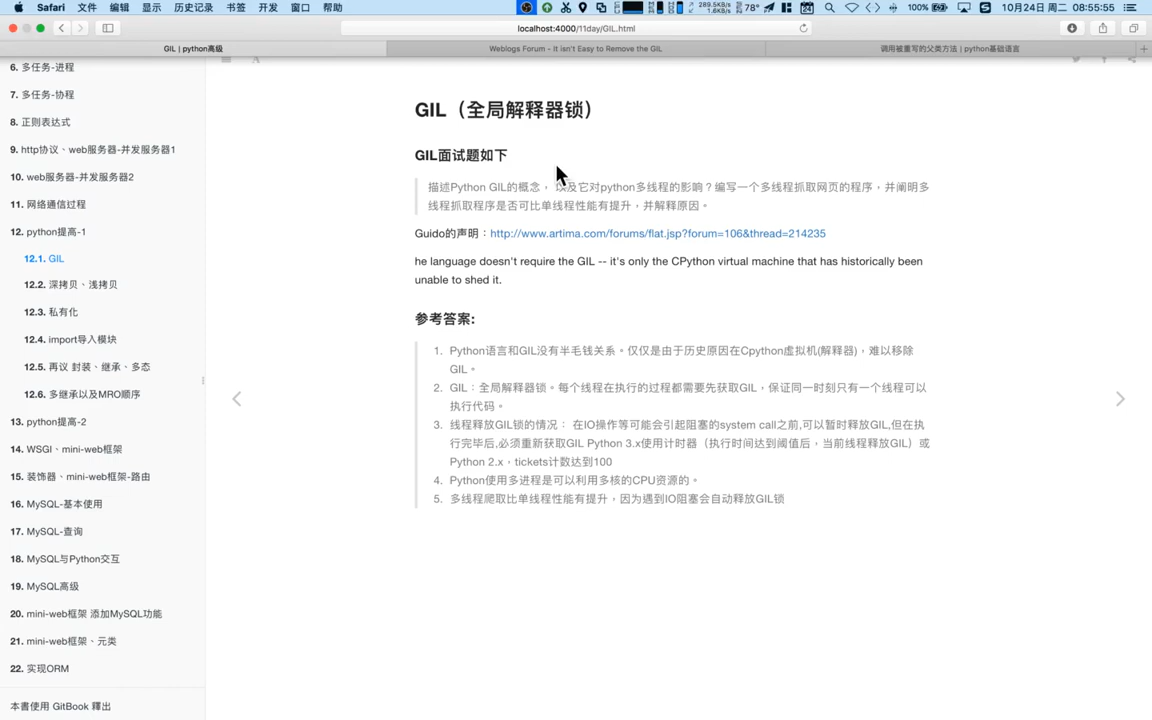 Safari 文件 编辑 显示 历史记录 书签 开发 窗口 帮助
289.5KB/s
1.6KB/s
78°
24
100%
10月24日 周二 08:55:55
localhost:4000/11day/GIL.html
GIL | python高级
Weblogs Forum - It isn't Easy to Remove the GIL
调用被重写的父类方法 | python基础语言
6. 多任务-进程
7. 多任务-协程
8. 正则表达式
9. http协议、web服务器-并发服务器1
10. web服务器-并发服务器2
11. 网络通信过程
12. python提高-1
12.1. GIL
12.2. 深拷贝、浅拷贝
12.3. 私有化
12.4. import导入模块
12.5. 再议 封装、继承、多态
12.6. 多继承以及MRO顺序
13. python提高-2
14. WSGI、mini-web框架
15. 装饰器、mini-web框架-路由
16. MySQL-基本使用
17. MySQL-查询
18. MySQL与Python交互
19. MySQL高级
20. mini-web框架 添加MySQL功能
21. mini-web框架、元类
22. 实现ORM
本書使用 GitBook 釋出
A
GIL（全局解释器锁）
GIL面试题如下
描述Python GIL的概念， 以及它对python多线程的影响？编写一个多线程抓取网页的程序，并阐明多
线程抓取程序是否可比单线程性能有提升，并解释原因。
Guido的声明：http://www.artima.com/forums/flat.jsp?forum=106&thread=214235
he language doesn't require the GIL -- it's only the CPython virtual machine that has historically been
unable to shed it.
参考答案:
1. Python语言和GIL没有半毛钱关系。仅仅是由于历史原因在Cpython虚拟机(解释器)，难以移除
GIL。
2. GIL：全局解释器锁。每个线程在执行的过程都需要先获取GIL，保证同一时刻只有一个线程可以
执行代码。
3. 线程释放GIL锁的情况： 在IO操作等可能会引起阻塞的system call之前,可以暂时释放GIL,但在执
行完毕后,必须重新获取GIL Python 3.x使用计时器（执行时间达到阈值后，当前线程释放GIL）或
Python 2.x，tickets计数达到100
4. Python使用多进程是可以利用多核的CPU资源的。
5. 多线程爬取比单线程性能有提升，因为遇到IO阻塞会自动释放GIL锁